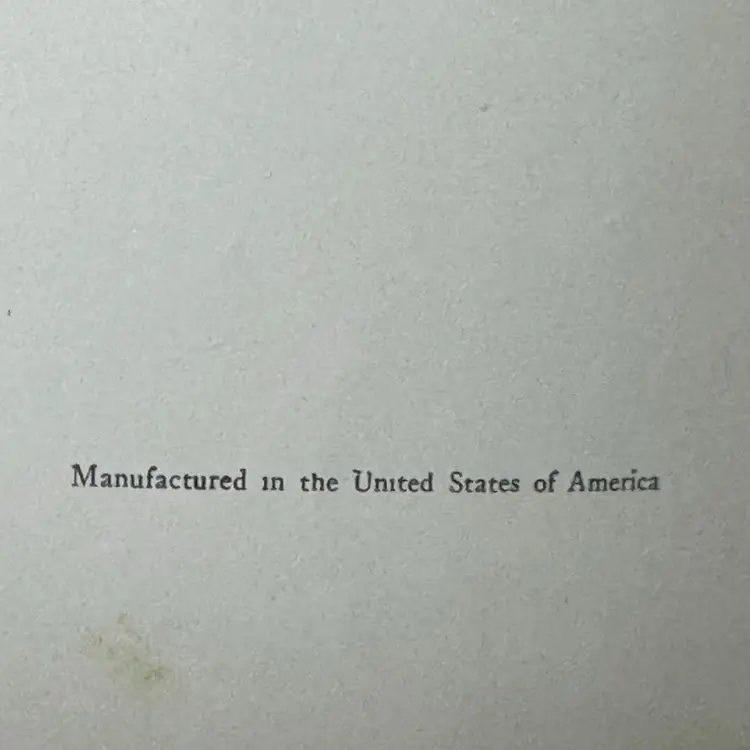 Manufactured in the United States of America